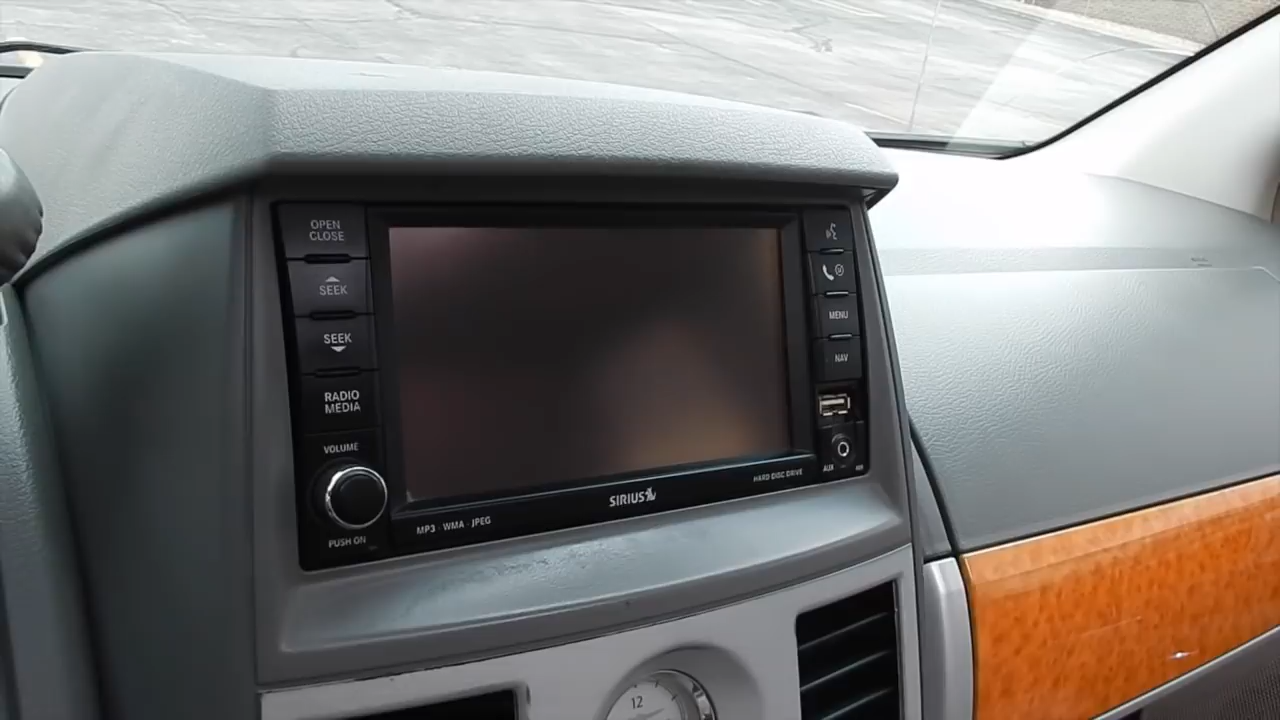 OPEN
CLOSE
SEEK
SEEK
RADIO
MEDIA
VOLUME
PUSH ON
MP3 · WMA · JPEG
SIRIUS
HARD DISC DRIVE
MENU
NAV
AUX
12